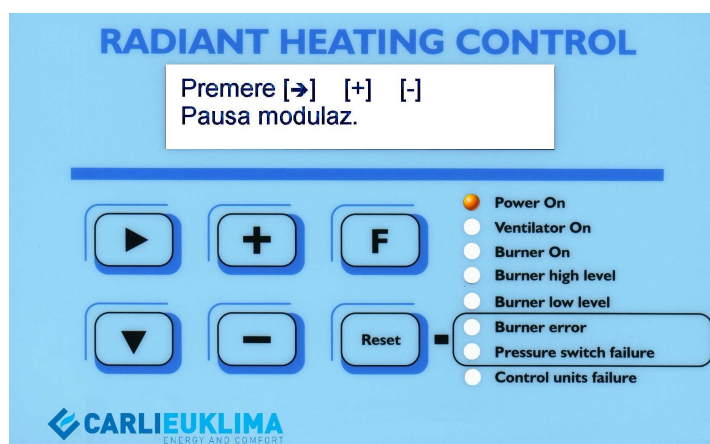 RADIANT HEATING CONTROL
Premere [➔] [+] [-]
Pausa modulaz.
Power On
Ventilator On
Burner On
Burner high level
Burner low level
Burner error
Pressure switch failure
Control units failure
+ F
- Reset
CARLIEUKLIMA
ENERGY AND COMFORT